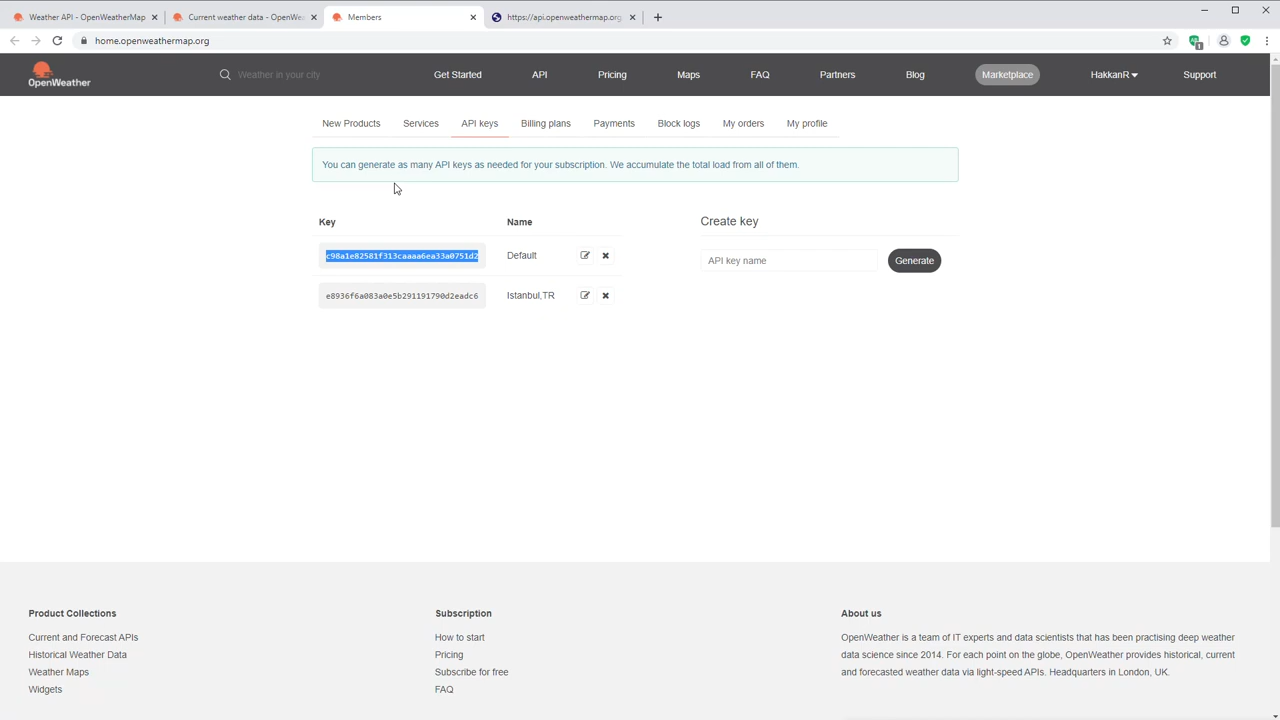 Weather API - OpenWeatherMap
Current weather data - OpenWea
Members
https://api.openweathermap.org
home.openweathermap.org
1
OpenWeather
Weather in your city
Get Started
API
Pricing
Maps
FAQ
Partners
Blog
Marketplace
HakkanR
Support
New Products
Services
API keys
Billing plans
Payments
Block logs
My orders
My profile
You can generate as many API keys as needed for your subscription. We accumulate the total load from all of them.
Key
Name
Create key
c98a1e82581f313caaaa6ea33a0751d2
Default
API key name
Generate
e8936f6a083a0e5b291191790d2eadc6
Istanbul,TR
Product Collections
Current and Forecast APIs
Historical Weather Data
Weather Maps
Widgets
Subscription
How to start
Pricing
Subscribe for free
FAQ
About us
OpenWeather is a team of IT experts and data scientists that has been practising deep weather
data science since 2014. For each point on the globe, OpenWeather provides historical, current
and forecasted weather data via light-speed APIs. Headquarters in London, UK.